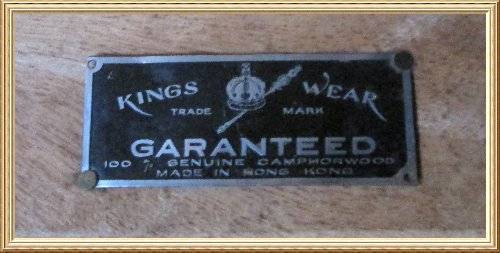 KINGS WEAR
TRADE MARK
GARANTEED
100 % GENUINE CAMPHORWOOD
MADE IN HONG KONG